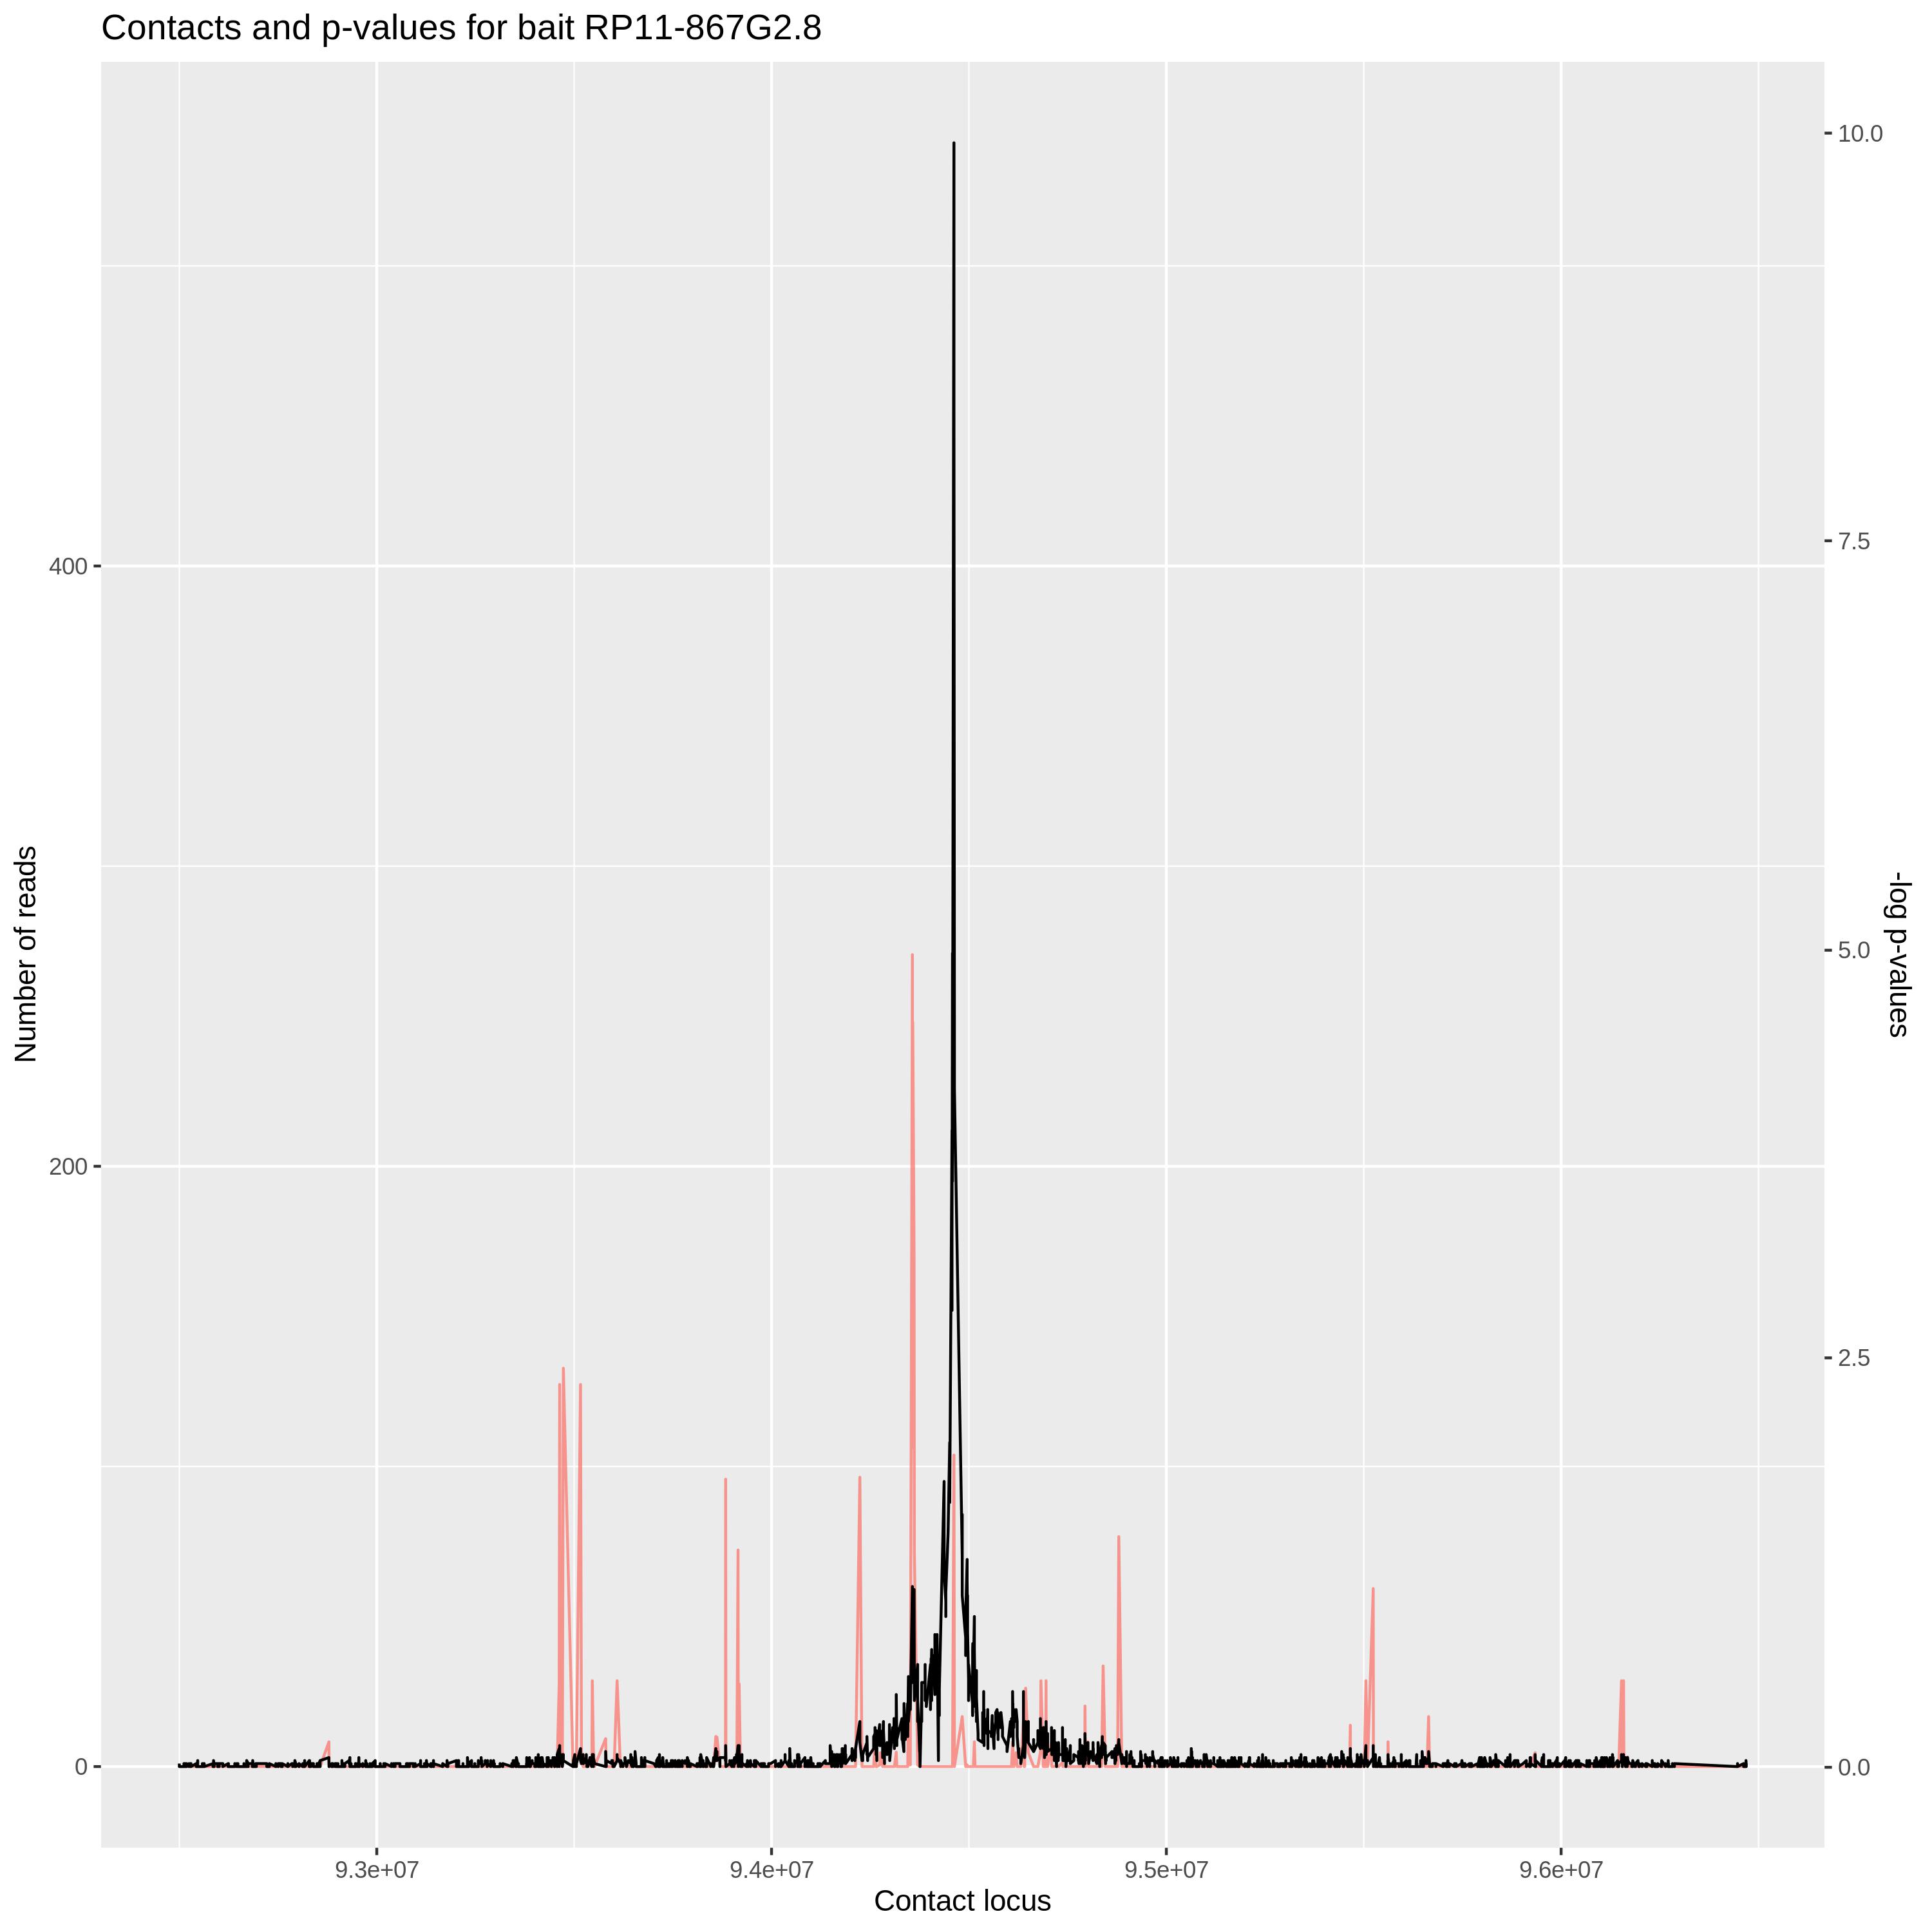 Contacts and p-values for bait RP11-867G2.8
Number of reads
400
200
0
10.0
7.5
5.0
2.5
0.0
-log p-values
9.3e+07
9.4e+07
9.5e+07
9.6e+07
Contact locus